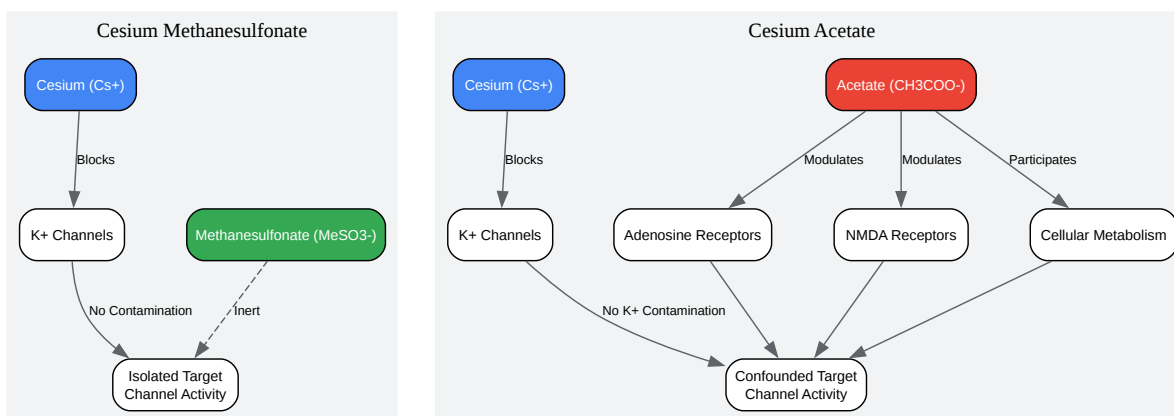 Cesium Methanesulfonate
Cesium (Cs+)
Blocks
K+ Channels
Methanesulfonate (MeSO3-)
No Contamination
Inert
Isolated Target
Channel Activity
Cesium Acetate
Cesium (Cs+)
Acetate (CH3COO-)
Blocks
Modulates
Modulates
Participates
K+ Channels
Adenosine Receptors
NMDA Receptors
Cellular Metabolism
No K+ Contamination
Confounded Target
Channel Activity